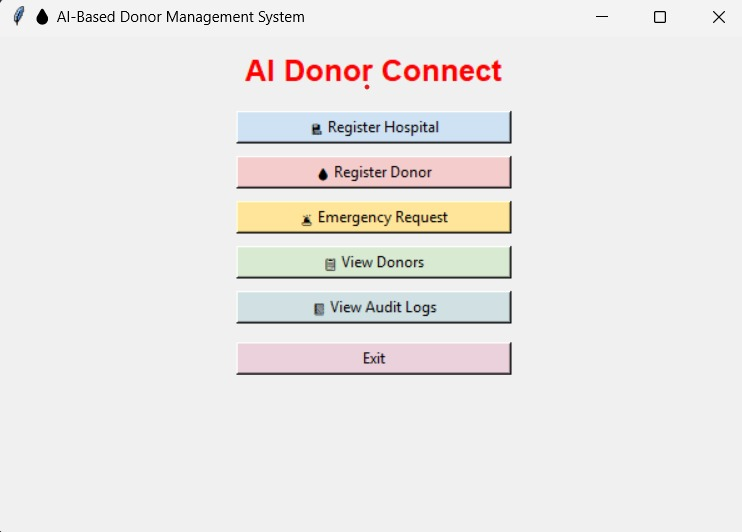 AI-Based Donor Management System
AI Donor Connect
Register Hospital
Register Donor
Emergency Request
View Donors
View Audit Logs
Exit